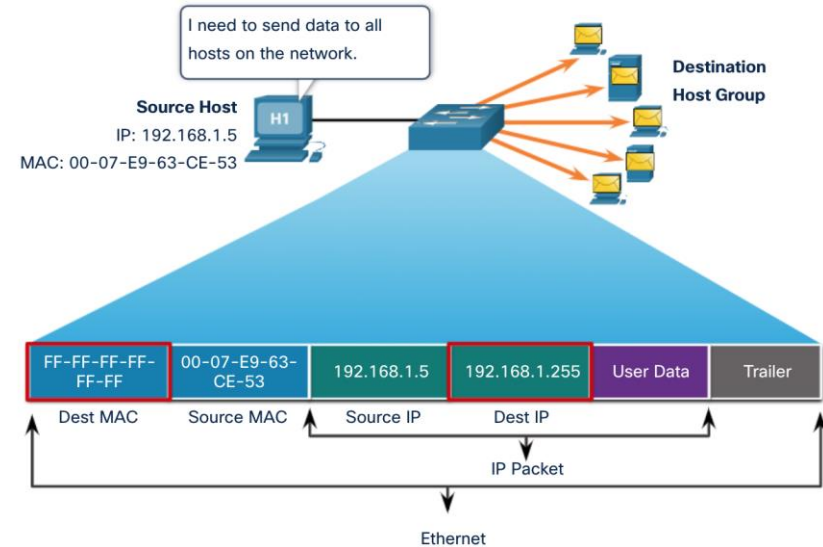 I need to send data to all
hosts on the network.
Destination
Host Group
Source Host
IP: 192.168.1.5
MAC: 00-07-E9-63-CE-53
H1
FF-FF-FF-FF-
FF-FF
00-07-E9-63-
CE-53
192.168.1.5
192.168.1.255
User Data
Trailer
Dest MAC
Source MAC
Source IP
Dest IP
IP Packet
Ethernet